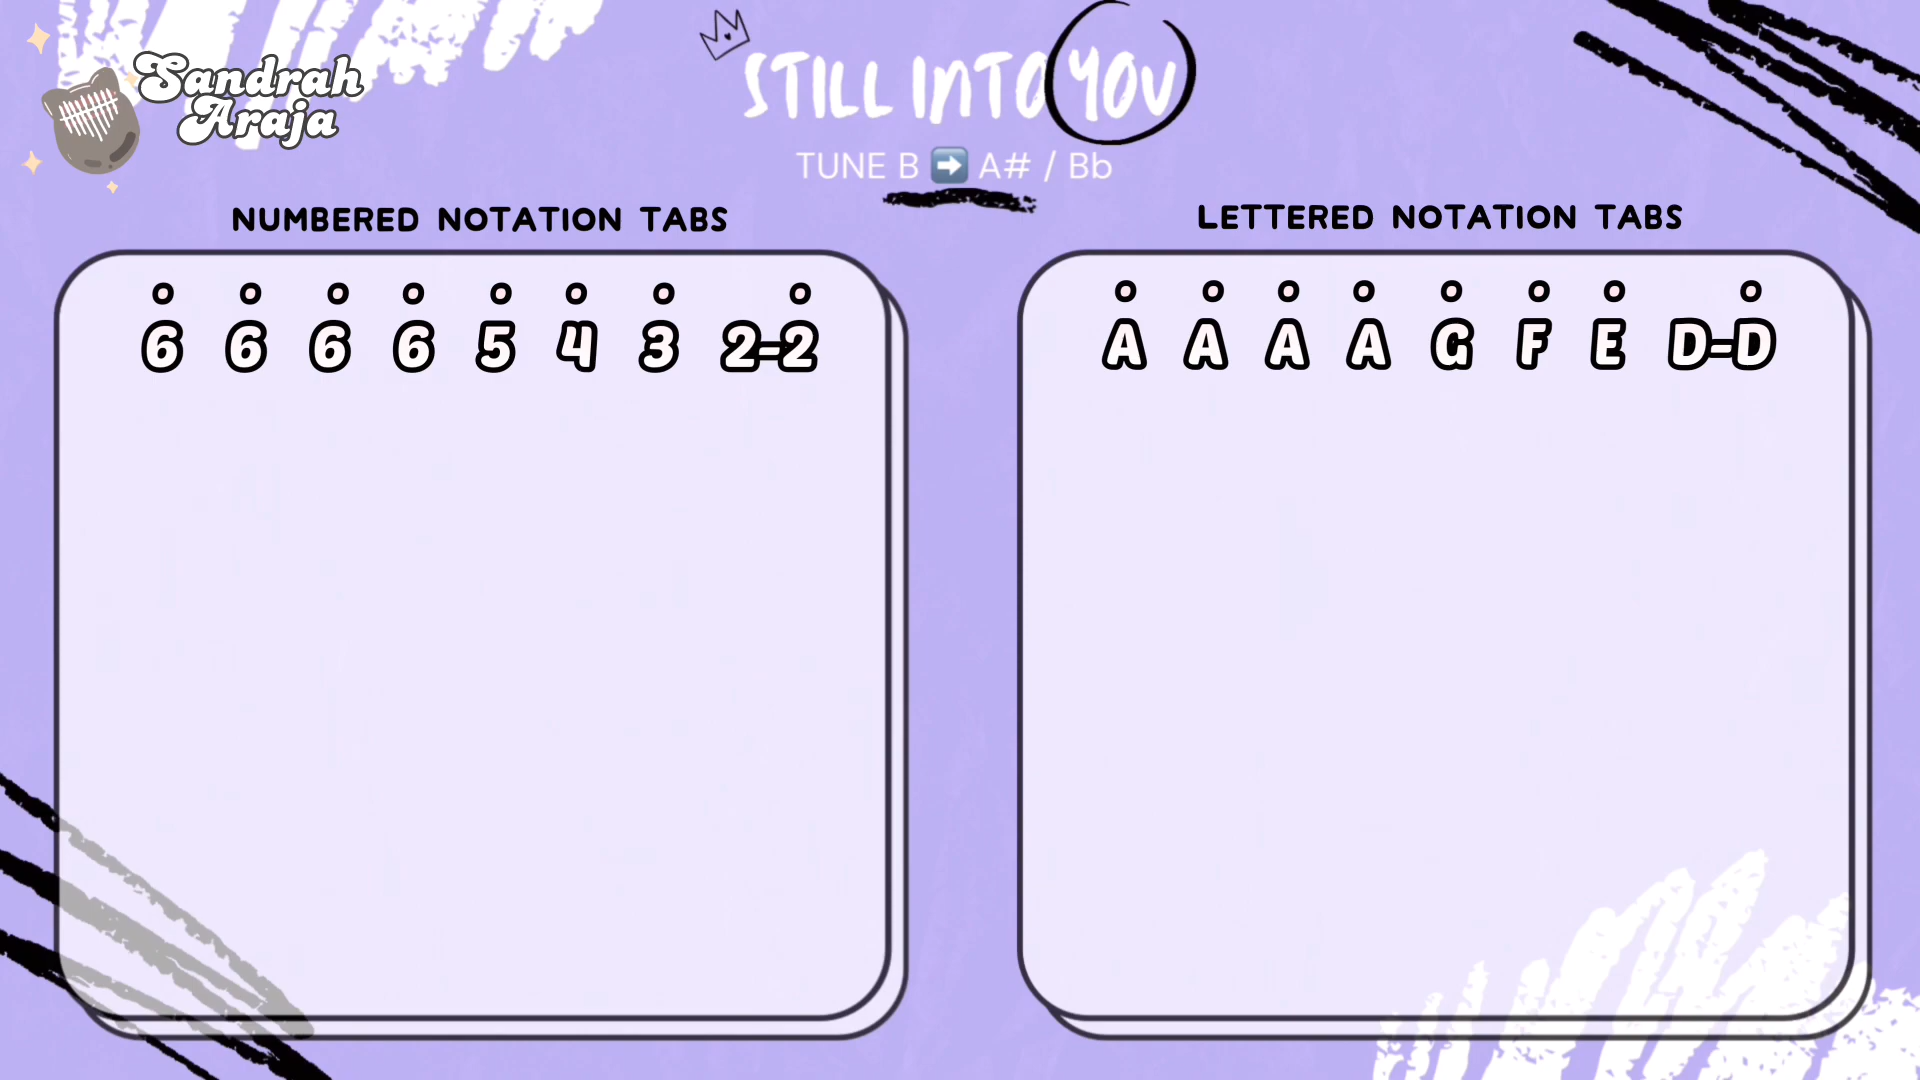 Sandrah
Araja
STILL INTO YOU
TUNE B ➡️ A# / Bb
NUMBERED NOTATION TABS
° ° ° ° ° ° ° °
6 6 6 6 5 4 3 2-2
LETTERED NOTATION TABS
° ° ° ° ° ° ° °
A A A A G F E D-D